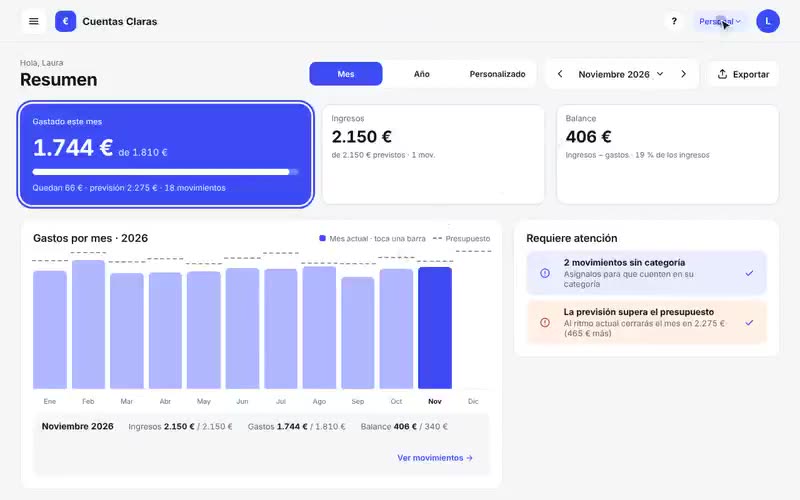 € Cuentas Claras
? Personal L
Hola, Laura
Resumen
Mes Año Personalizado
Noviembre 2026
Exportar
Gastado este mes
1.744 € de 1.810 €
Quedan 66 € · previsión 2.275 € · 18 movimientos
Ingresos
2.150 €
de 2.150 € previstos · 1 mov.
Balance
406 €
Ingresos − gastos · 19 % de los ingresos
Gastos por mes · 2026
Mes actual · toca una barra Presupuesto
Ene Feb Mar Abr May Jun Jul Ago Sep Oct Nov Dic
Noviembre 2026 Ingresos 2.150 € / 2.150 € Gastos 1.744 € / 1.810 € Balance 406 € / 340 €
Ver movimientos →
Requiere atención
2 movimientos sin categoría
Asígnalos para que cuenten en su
categoría
La previsión supera el presupuesto
Al ritmo actual cerrarás el mes en 2.275 €
(465 € más)